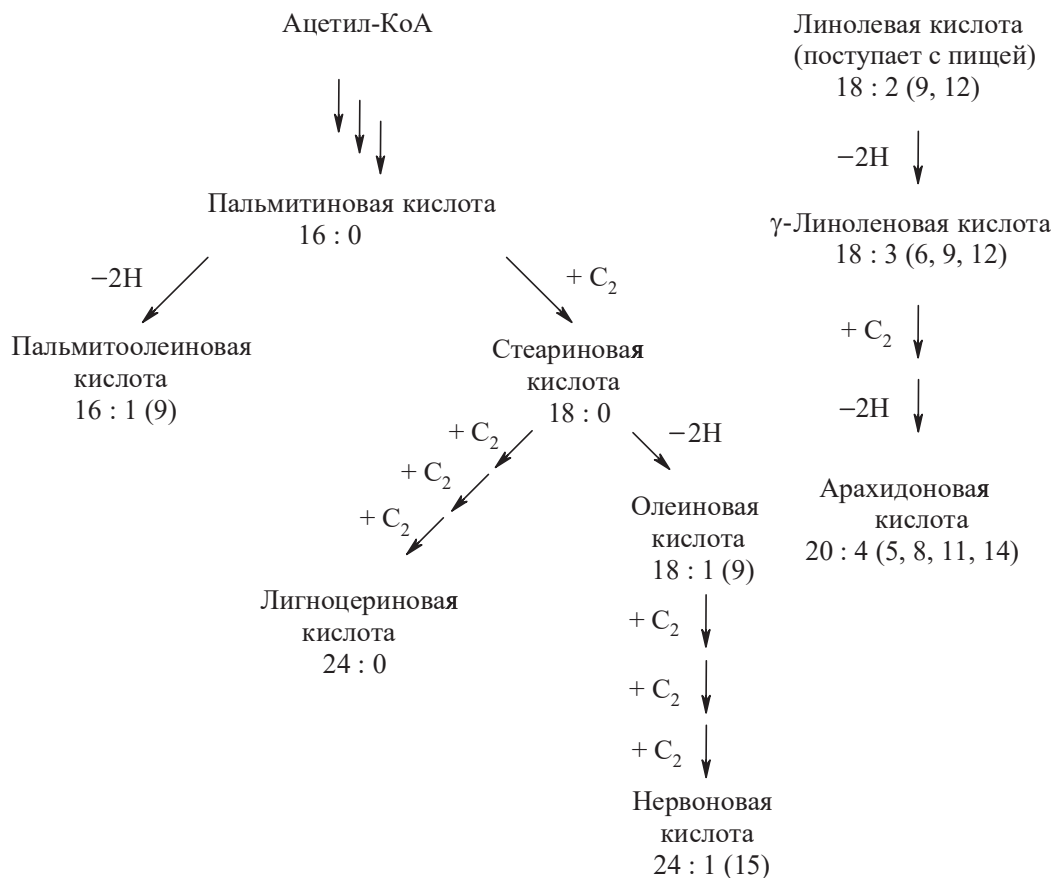 Ацетил-КоА
Пальмитиновая кислота
16 : 0
−2H
+ C₂
Пальмитоолеиновая
кислота
16 : 1 (9)
Стеариновая
кислота
18 : 0
+ C₂
+ C₂
+ C₂
−2H
Лигноцериновая
кислота
24 : 0
Олеиновая
кислота
18 : 1 (9)
+ C₂
+ C₂
+ C₂
Нервоновая
кислота
24 : 1 (15)
Линолевая кислота
(поступает с пищей)
18 : 2 (9, 12)
−2H
γ-Линоленовая кислота
18 : 3 (6, 9, 12)
+ C₂
−2H
Арахидоновая
кислота
20 : 4 (5, 8, 11, 14)